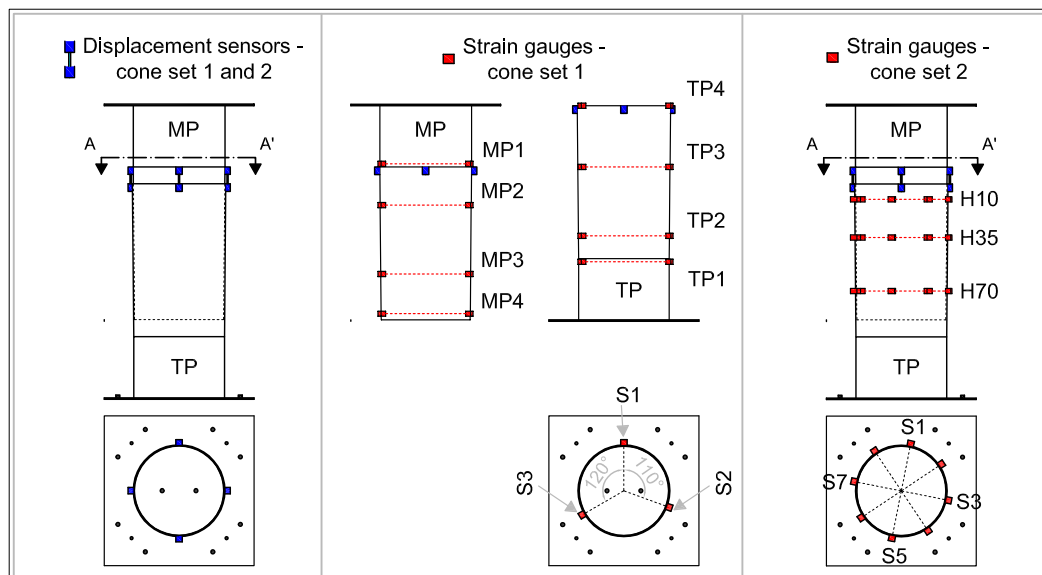 Displacement sensors -
cone set 1 and 2
MP
A
A'
TP
Strain gauges -
cone set 1
MP
MP1
MP2
MP3
MP4
TP4
TP3
TP2
TP1
TP
S1
120°
110°
S3
S2
Strain gauges -
cone set 2
MP
A
A'
H10
H35
H70
TP
S1
S7
S3
S5